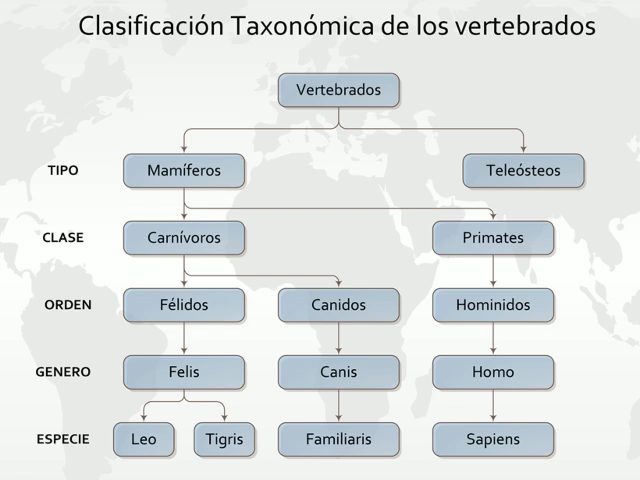 Clasificación Taxonómica de los vertebrados
Vertebrados
TIPO Mamíferos Teleósteos
CLASE Carnívoros Primates
ORDEN Félidos Canidos Hominidos
GENERO Felis Canis Homo
ESPECIE Leo Tigris Familiaris Sapiens